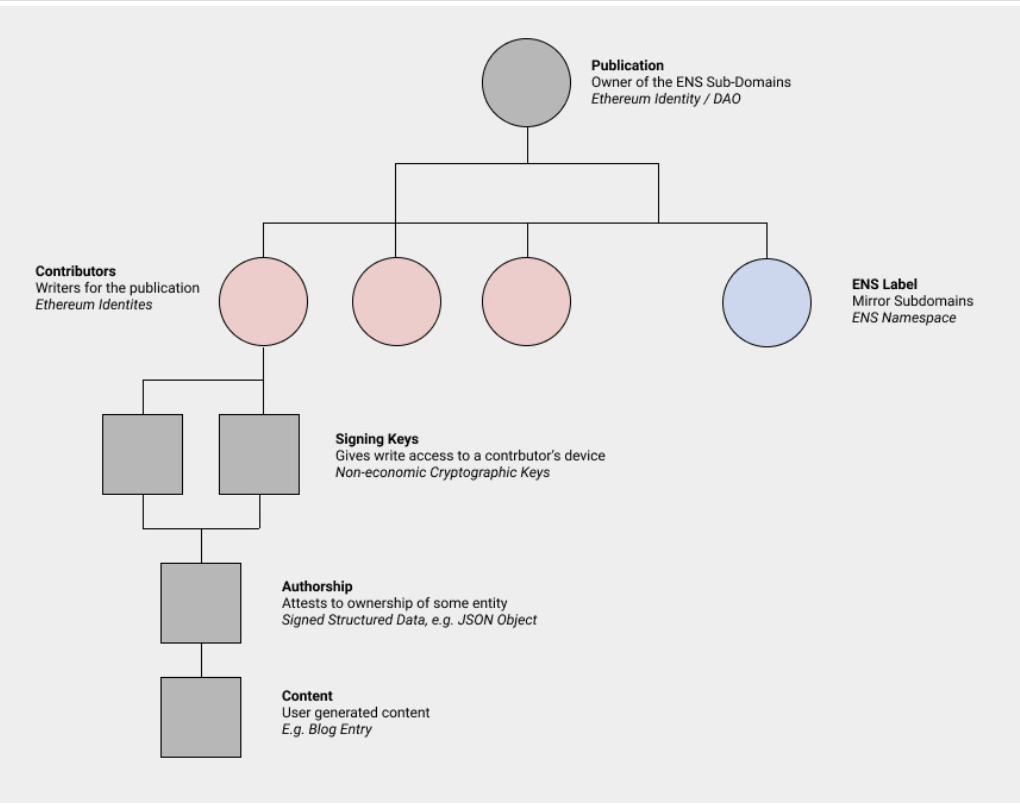 Publication
Owner of the ENS Sub-Domains
Ethereum Identity / DAO
Contributors
Writers for the publication
Ethereum Identites
ENS Label
Mirror Subdomains
ENS Namespace
Signing Keys
Gives write access to a contrbutor's device
Non-economic Cryptographic Keys
Authorship
Attests to ownership of some entity
Signed Structured Data, e.g. JSON Object
Content
User generated content
E.g. Blog Entry